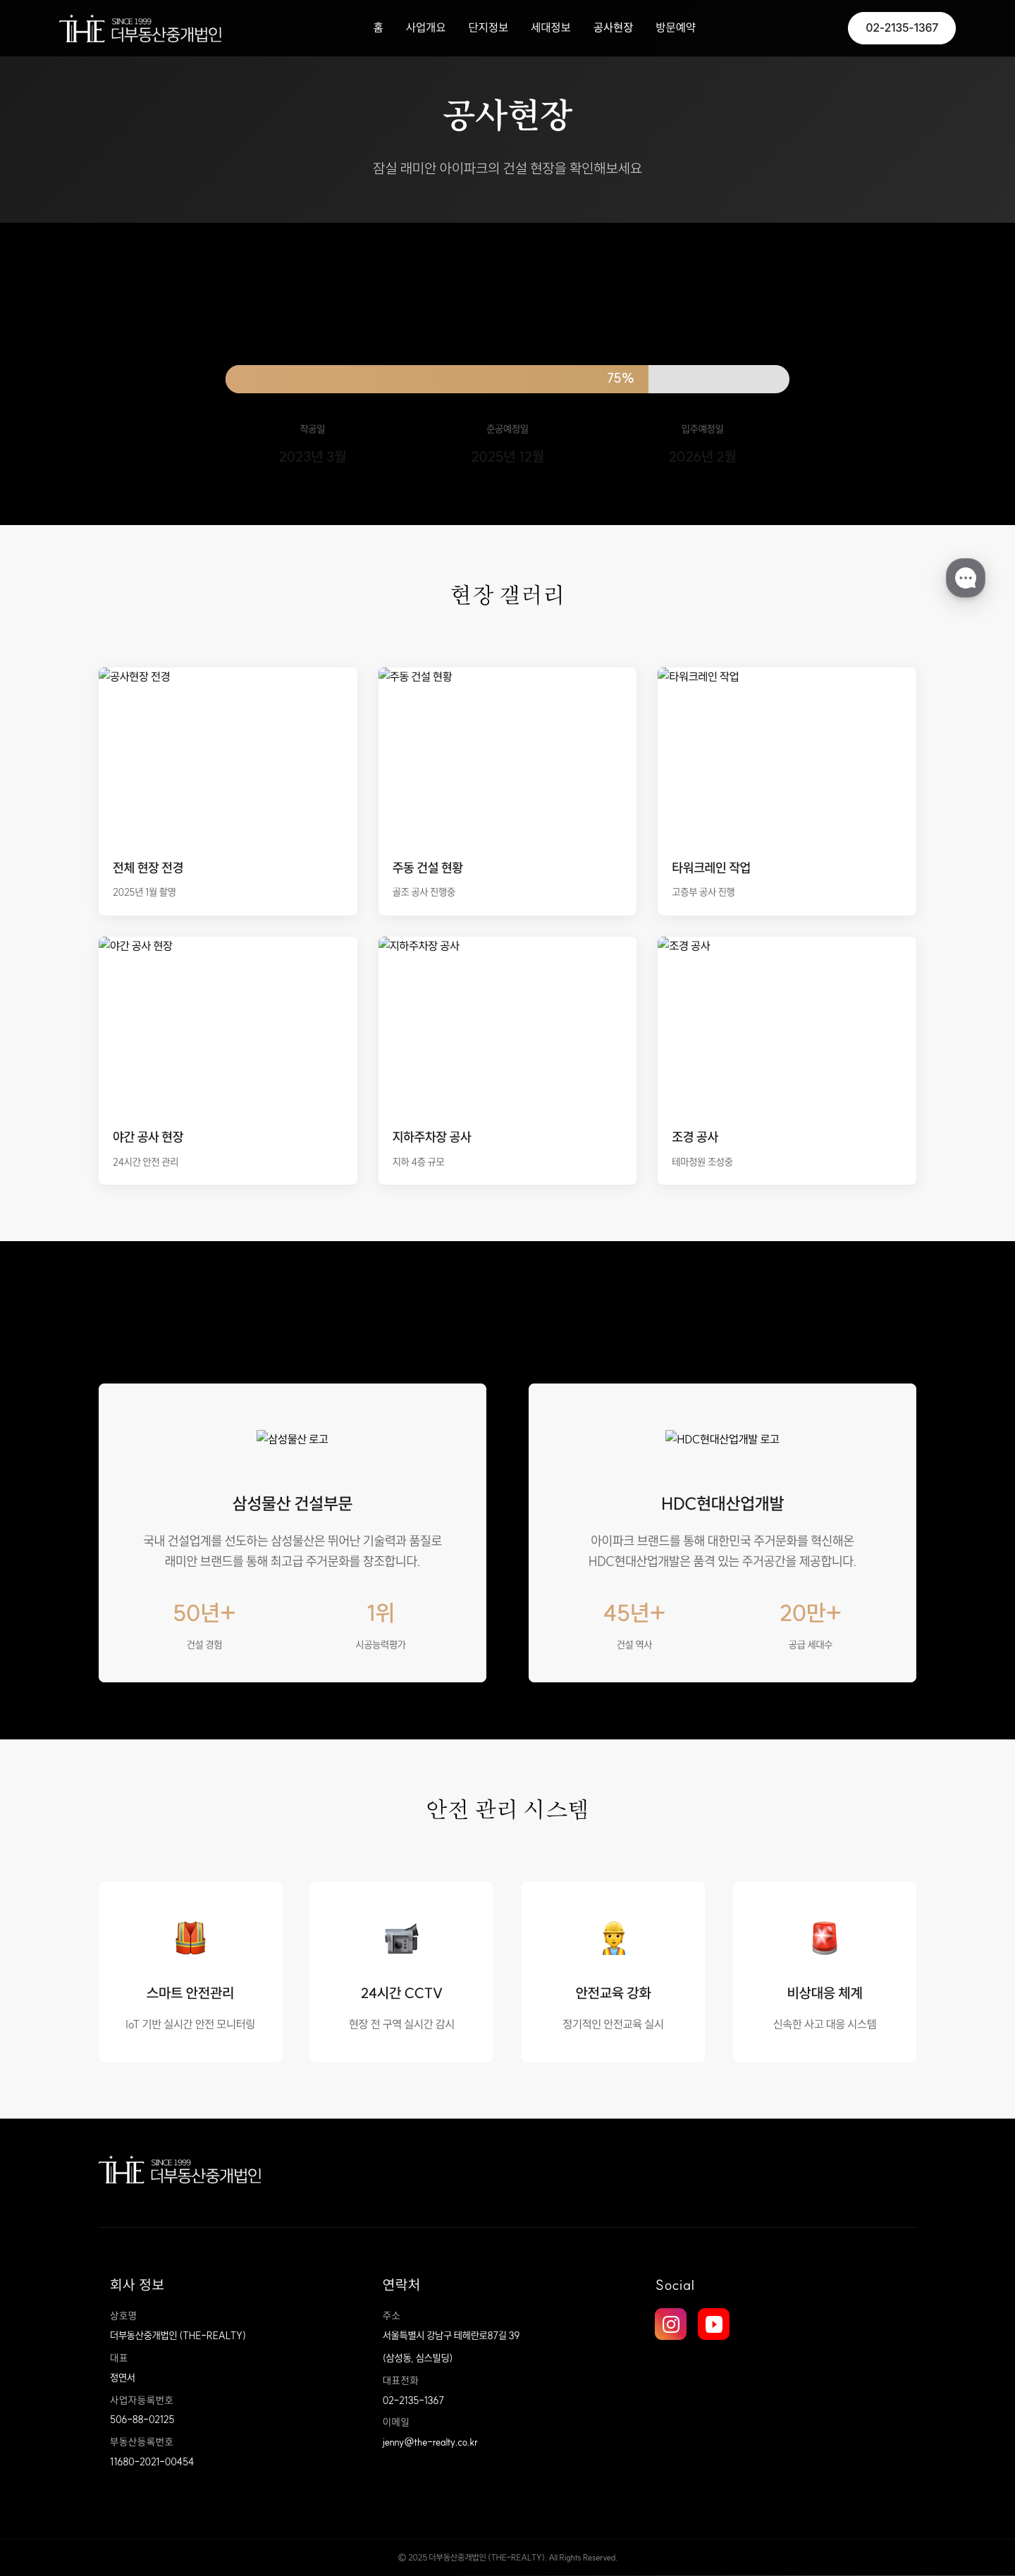 THE SINCE 1999 더부동산중개법인
홈 사업개요 단지정보 세대정보 공사현장 방문예약
02-2135-1367
공사현장
잠실 래미안 아이파크의 건설 현장을 확인해보세요
75%
착공일 준공예정일 입주예정일
2023년 3월 2025년 12월 2026년 2월
현장 갤러리
공사현장 전경 주동 건설 현황 타워크레인 작업
전체 현장 전경 주동 건설 현황 타워크레인 작업
2025년 1월 촬영 골조 공사 진행중 고층부 공사 진행
야간 공사 현장 지하주차장 공사 조경 공사
야간 공사 현장 지하주차장 공사 조경 공사
24시간 안전 관리 지하 4층 규모 테마정원 조성중
삼성물산 로고
삼성물산 건설부문
국내 건설업계를 선도하는 삼성물산은 뛰어난 기술력과 품질로
래미안 브랜드를 통해 최고급 주거문화를 창조합니다.
50년+ 1위
건설 경험 시공능력평가
HDC현대산업개발 로고
HDC현대산업개발
아이파크 브랜드를 통해 대한민국 주거문화를 혁신해온
HDC현대산업개발은 품격 있는 주거공간을 제공합니다.
45년+ 20만+
건설 역사 공급 세대수
안전 관리 시스템
스마트 안전관리 24시간 CCTV 안전교육 강화 비상대응 체계
IoT 기반 실시간 안전 모니터링 현장 전 구역 실시간 감시 정기적인 안전교육 실시 신속한 사고 대응 시스템
THE SINCE 1999 더부동산중개법인
회사 정보
상호명
더부동산중개법인 (THE-REALTY)
대표
정연서
사업자등록번호
506-88-02125
부동산등록번호
11680-2021-00454
연락처
주소
서울특별시 강남구 테헤란로87길 39
(삼성동, 심스빌딩)
대표전화
02-2135-1367
이메일
jenny@the-realty.co.kr
Social
© 2025 더부동산중개법인 (THE-REALTY). All Rights Reserved.